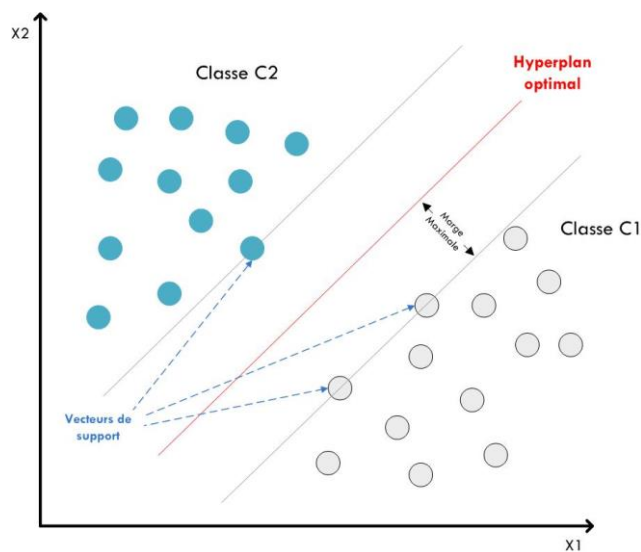 X2
Classe C2
Hyperplan
optimal
Marge
Maximale
Classe C1
Vecteurs de
support
X1